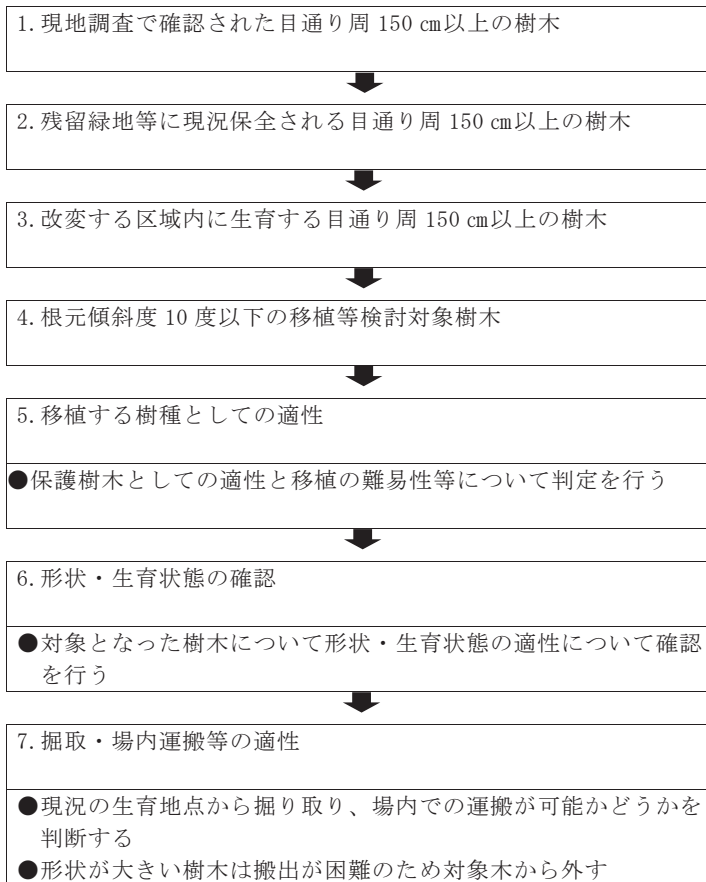 1.現地調査で確認された目通り周 150 ㎝以上の樹木
2.残留緑地等に現況保全される目通り周 150 ㎝以上の樹木
3.改変する区域内に生育する目通り周 150 ㎝以上の樹木
4.根元傾斜度 10 度以下の移植等検討対象樹木
5.移植する樹種としての適性
●保護樹木としての適性と移植の難易性等について判定を行う
6.形状・生育状態の確認
●対象となった樹木について形状・生育状態の適性について確認
を行う
7.掘取・場内運搬等の適性
●現況の生育地点から掘り取り、場内での運搬が可能かどうかを
判断する
●形状が大きい樹木は搬出が困難のため対象木から外す